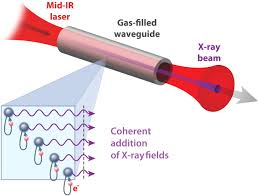 Mid-IR
laser
Gas-filled
waveguide
X-ray
beam
Coherent
addition
of X-ray fields
e⁻